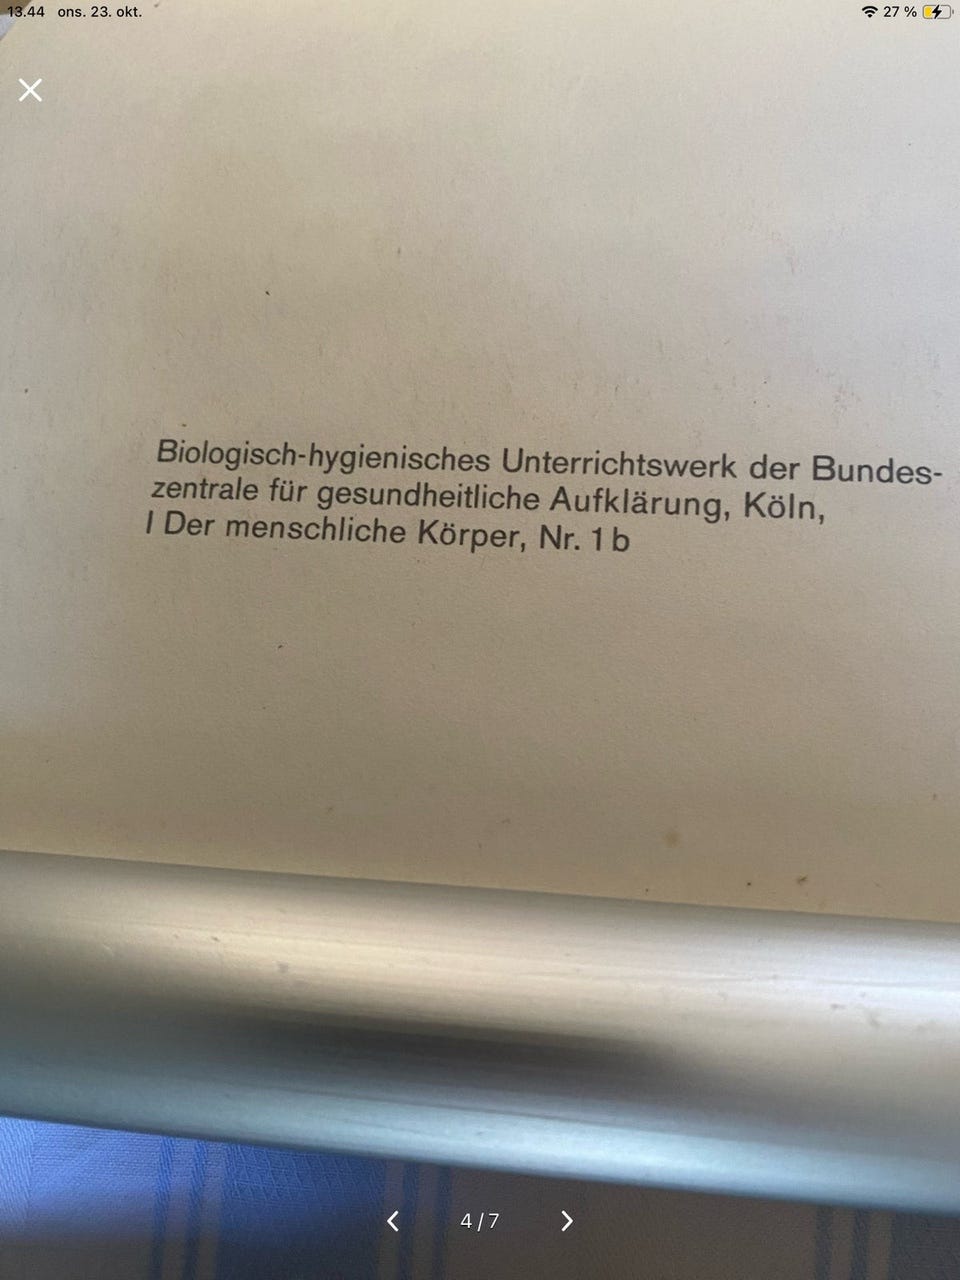 13.44 ons. 23. okt.
27 %
Biologisch-hygienisches Unterrichtswerk der Bundes-
zentrale für gesundheitliche Aufklärung, Köln,
I Der menschliche Körper, Nr. 1b
4/7